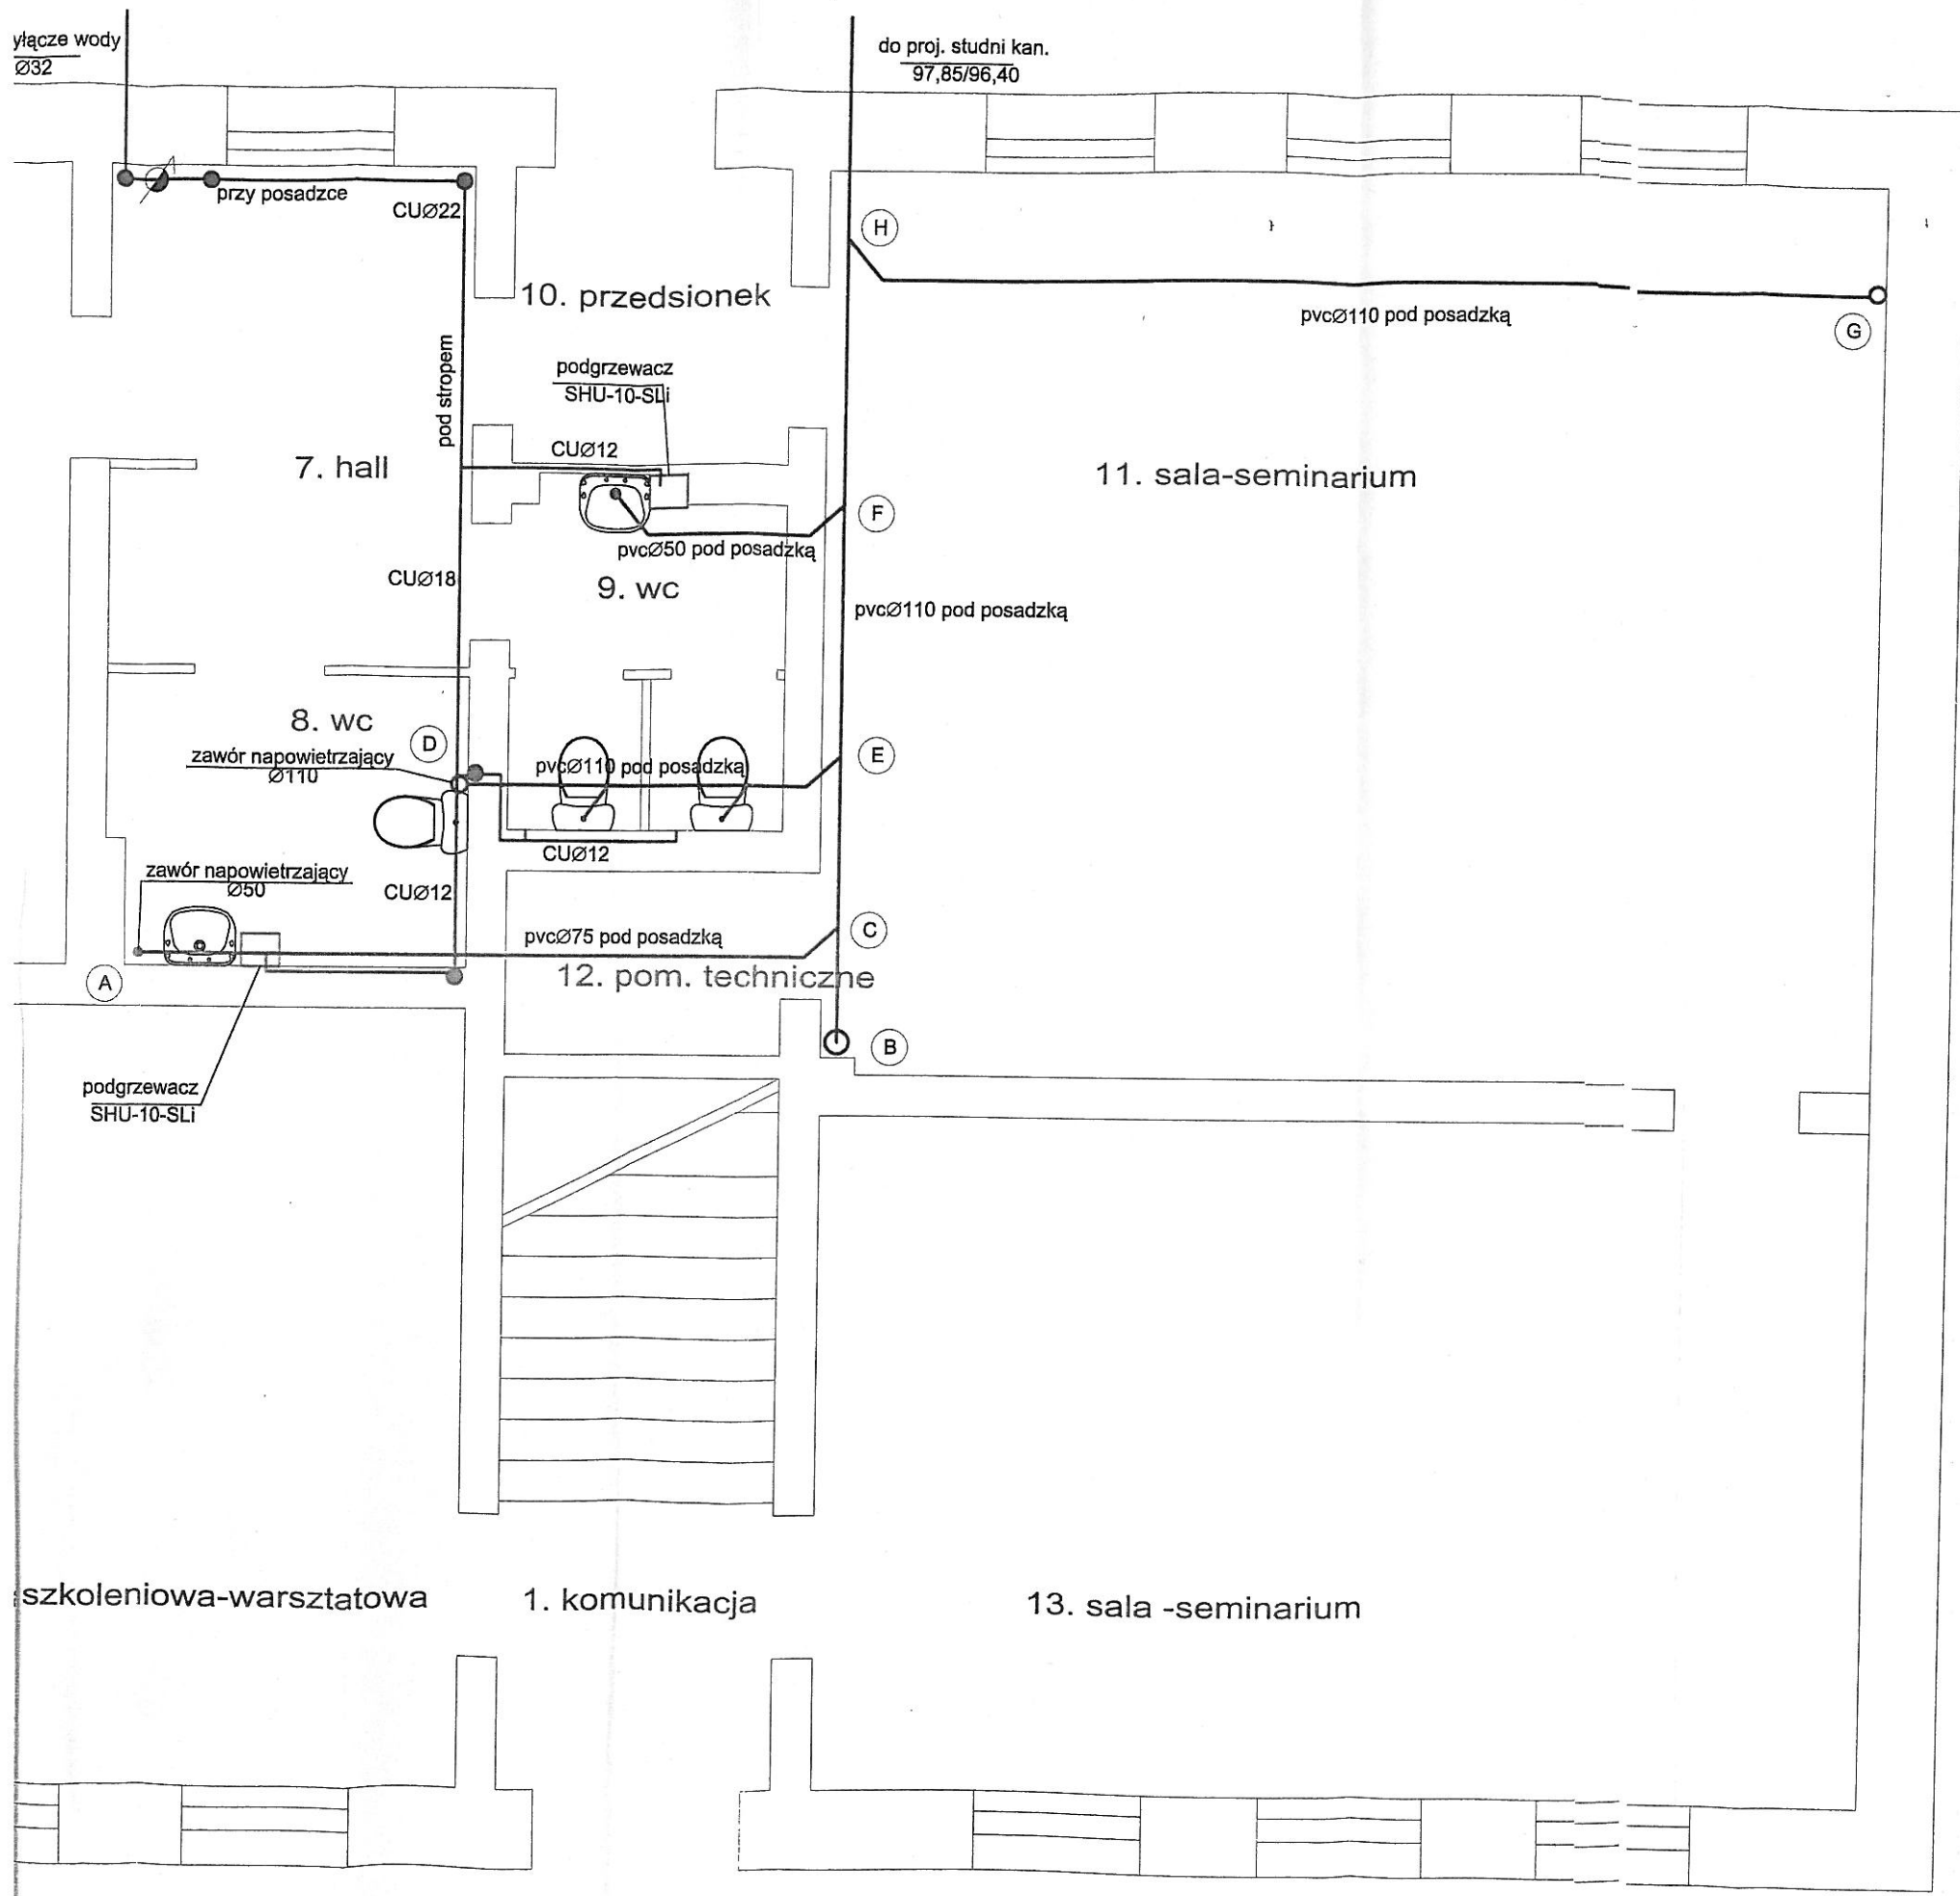 yłącze wody
Ø32
do proj. studni kan.
97,85/96,40
przy posadzce
CUØ22
H
10. przedsionek
pvcØ110 pod posadzką
G
pod stropem
podgrzewacz
SHU-10-SLi
CUØ12
7. hall
11. sala-seminarium
F
pvcØ50 pod posadzką
CUØ18
9. wc
pvcØ110 pod posadzką
8. wc
D
zawór napowietrzający
Ø110
pvcØ110 pod posadzką
E
CUØ12
zawór napowietrzający
Ø50
CUØ12
pvcØ75 pod posadzką
C
A
12. pom. techniczne
B
podgrzewacz
SHU-10-SLi
szkoleniowa-warsztatowa
1. komunikacja
13. sala -seminarium